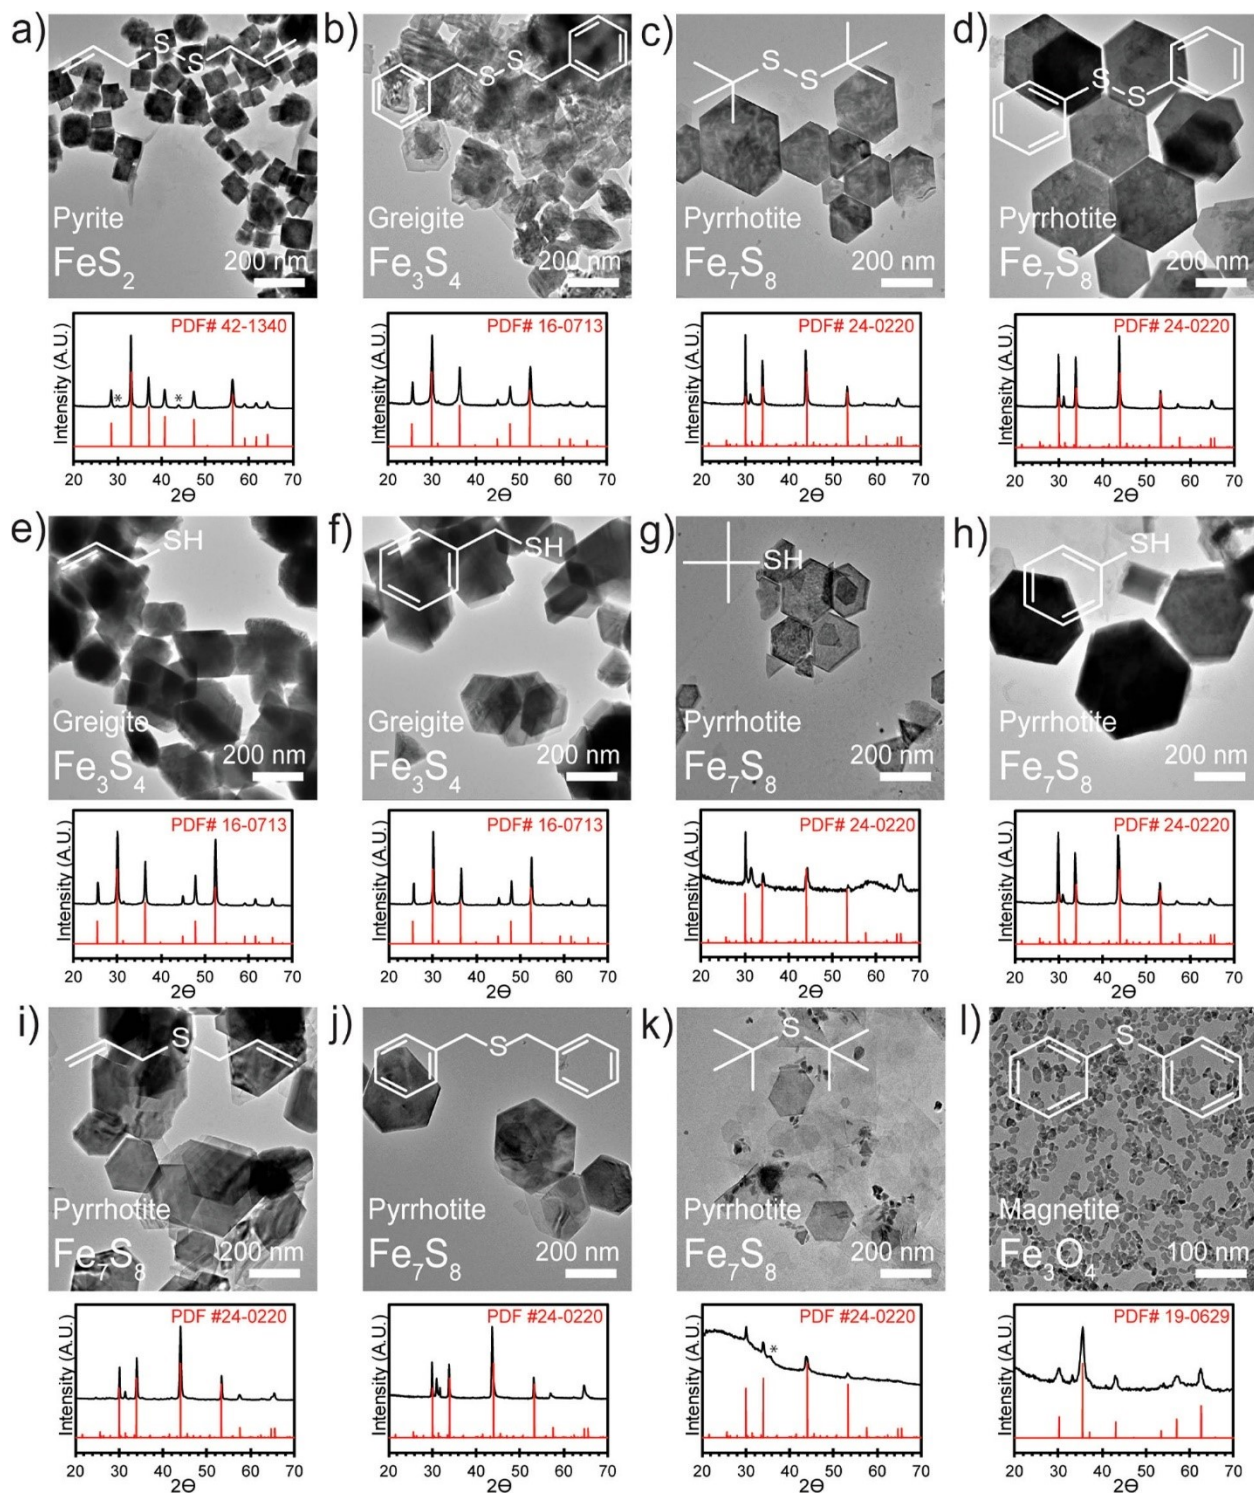 a)
S
S
Pyrite
FeS₂
200 nm
b)
S
S
Greigite
Fe₃S₄
200 nm
c)
S
S
Pyrrhotite
Fe₇S₈
200 nm
d)
S
S
Pyrrhotite
Fe₇S₈
200 nm
PDF# 42-1340
Intensity (A.U.)
* *
20 30 40 50 60 70
2Θ
PDF# 16-0713
Intensity (A.U.)
20 30 40 50 60 70
2Θ
PDF# 24-0220
Intensity (A.U.)
20 30 40 50 60 70
2Θ
PDF# 24-0220
Intensity (A.U.)
20 30 40 50 60 70
2Θ
e)
SH
Greigite
Fe₃S₄
200 nm
f)
SH
Greigite
Fe₃S₄
200 nm
g)
SH
Pyrrhotite
Fe₇S₈
200 nm
h)
SH
Pyrrhotite
Fe₇S₈
200 nm
PDF# 16-0713
Intensity (A.U.)
20 30 40 50 60 70
2Θ
PDF# 16-0713
Intensity (A.U.)
20 30 40 50 60 70
2Θ
PDF# 24-0220
Intensity (A.U.)
20 30 40 50 60 70
2Θ
PDF# 24-0220
Intensity (A.U.)
20 30 40 50 60 70
2Θ
i)
S
Pyrrhotite
Fe₇S₈
200 nm
j)
S
Pyrrhotite
Fe₇S₈
200 nm
k)
S
Pyrrhotite
Fe₇S₈
200 nm
l)
S
Magnetite
Fe₃O₄
100 nm
PDF #24-0220
Intensity (A.U.)
20 30 40 50 60 70
2Θ
PDF #24-0220
Intensity (A.U.)
20 30 40 50 60 70
2Θ
PDF #24-0220
Intensity (A.U.)
*
20 30 40 50 60 70
2Θ
PDF# 19-0629
Intensity (A.U.)
20 30 40 50 60 70
2Θ